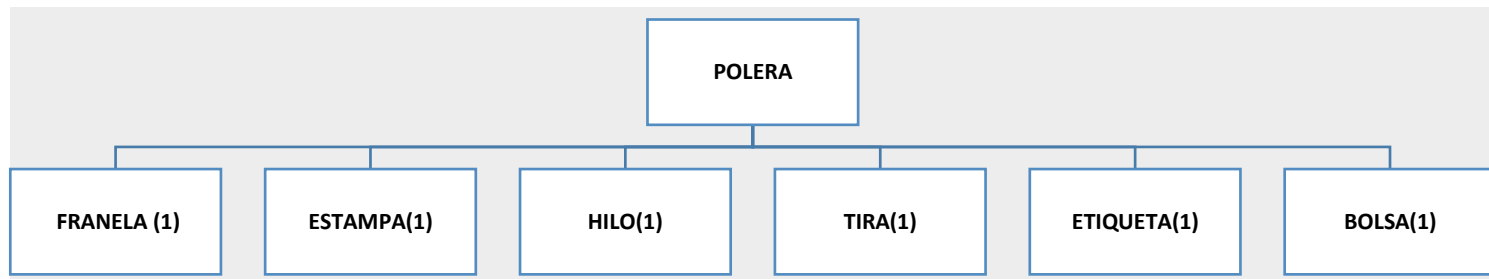 POLERA
FRANELA (1)
ESTAMPA(1)
HILO(1)
TIRA(1)
ETIQUETA(1)
BOLSA(1)